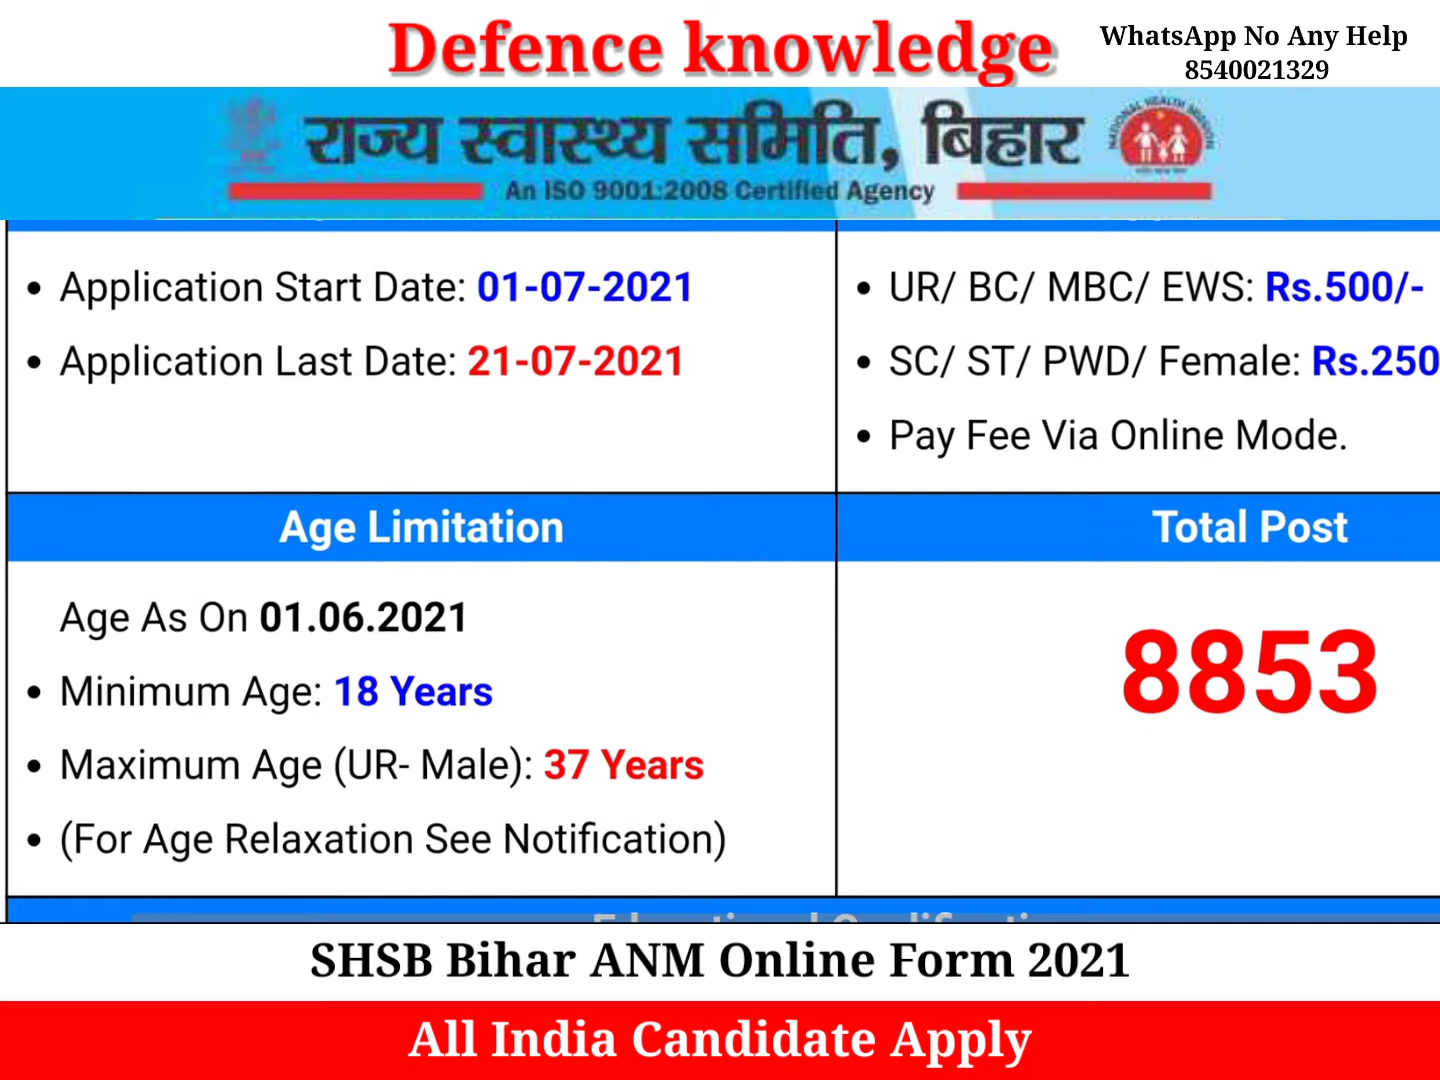 Defence knowledge
WhatsApp No Any Help
8540021329
राज्य स्वास्थ्य समिति, बिहार
NATIONAL HEALTH MISSION
An ISO 9001:2008 Certified Agency
Application Start Date: 01-07-2021
Application Last Date: 21-07-2021
UR/ BC/ MBC/ EWS: Rs.500/-
SC/ ST/ PWD/ Female: Rs.250
Pay Fee Via Online Mode.
Age Limitation
Age As On 01.06.2021
Minimum Age: 18 Years
Maximum Age (UR- Male): 37 Years
(For Age Relaxation See Notification)
Total Post
8853
SHSB Bihar ANM Online Form 2021
All India Candidate Apply